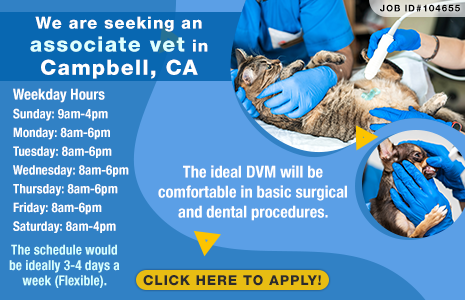 JOB ID#104655
We are seeking an
associate vet in
Campbell, CA
Weekday Hours
Sunday: 9am-4pm
Monday: 8am-6pm
Tuesday: 8am-6pm
Wednesday: 8am-6pm
Thursday: 8am-6pm
Friday: 8am-6pm
Saturday: 8am-4pm
The schedule would
be ideally 3-4 days a
week (Flexible).
The ideal DVM will be
comfortable in basic surgical
and dental procedures.
CLICK HERE TO APPLY!